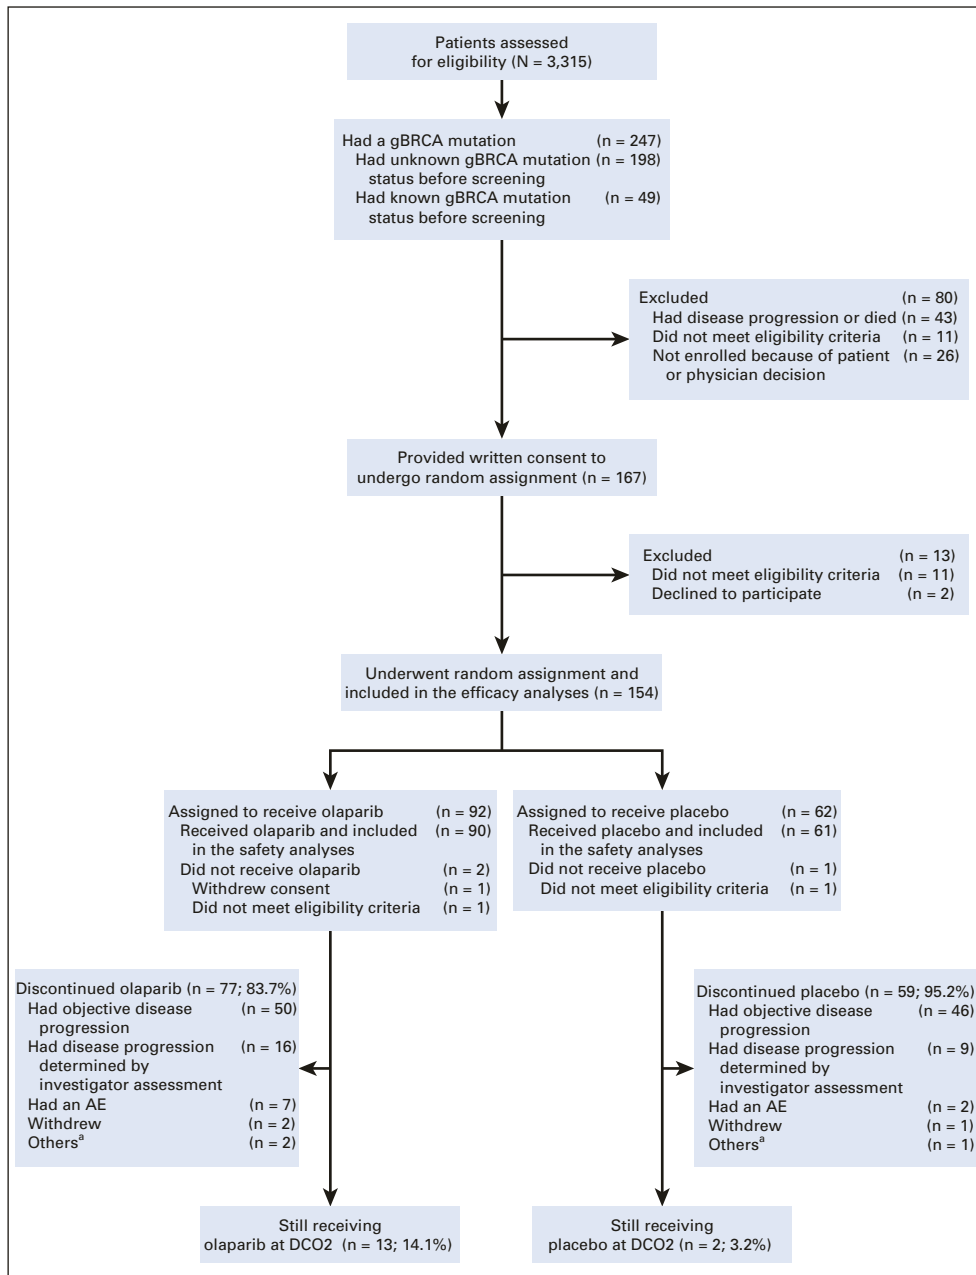 Patients assessed
for eligibility (N = 3,315)
Had a gBRCA mutation (n = 247)
Had unknown gBRCA mutation (n = 198)
status before screening
Had known gBRCA mutation (n = 49)
status before screening
Excluded (n = 80)
Had disease progression or died (n = 43)
Did not meet eligibility criteria (n = 11)
Not enrolled because of patient (n = 26)
or physician decision
Provided written consent to
undergo random assignment (n = 167)
Excluded (n = 13)
Did not meet eligibility criteria (n = 11)
Declined to participate (n = 2)
Underwent random assignment and
included in the efficacy analyses (n = 154)
Assigned to receive olaparib (n = 92)
Received olaparib and included (n = 90)
in the safety analyses
Did not receive olaparib (n = 2)
Withdrew consent (n = 1)
Did not meet eligibility criteria (n = 1)
Assigned to receive placebo (n = 62)
Received placebo and included (n = 61)
in the safety analyses
Did not receive placebo (n = 1)
Did not meet eligibility criteria (n = 1)
Discontinued olaparib (n = 77; 83.7%)
Had objective disease (n = 50)
progression
Had disease progression (n = 16)
determined by
investigator assessment
Had an AE (n = 7)
Withdrew (n = 2)
Others^a (n = 2)
Discontinued placebo (n = 59; 95.2%)
Had objective disease (n = 46)
progression
Had disease progression (n = 9)
determined by
investigator assessment
Had an AE (n = 2)
Withdrew (n = 1)
Others^a (n = 1)
Still receiving
olaparib at DCO2 (n = 13; 14.1%)
Still receiving
placebo at DCO2 (n = 2; 3.2%)